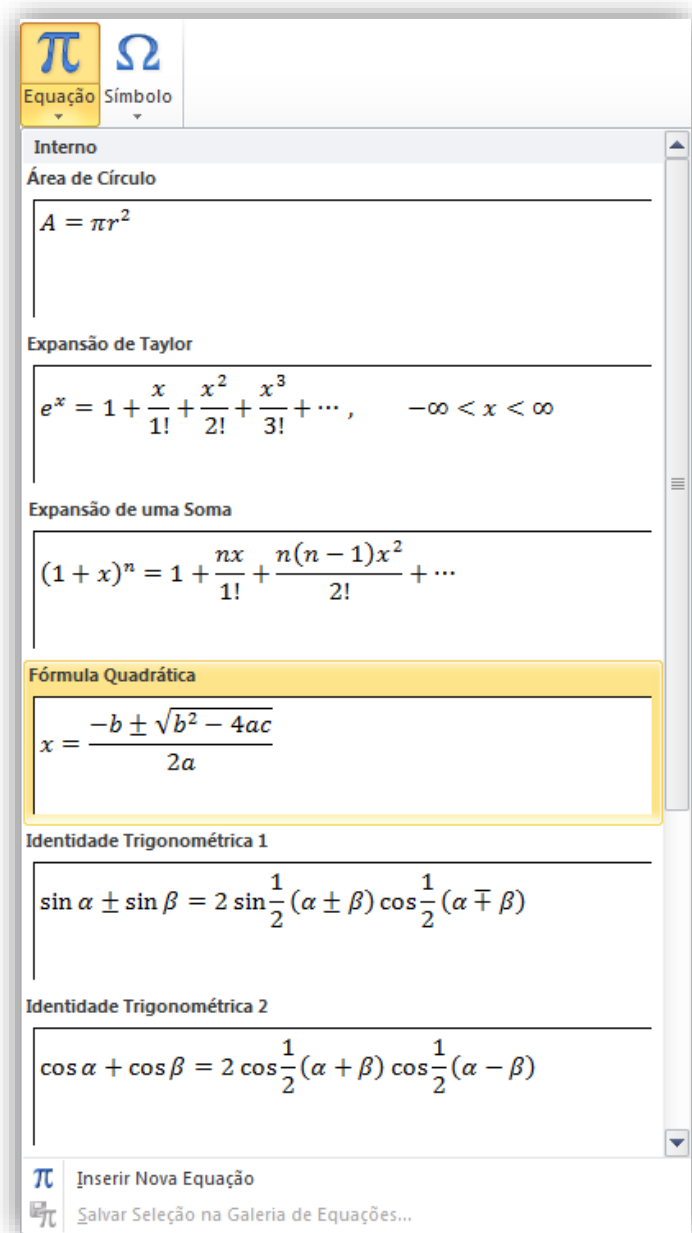 π Ω
Equação Símbolo
Interno
Área de Círculo
A = πr²
Expansão de Taylor
eˣ = 1 + x/1! + x²/2! + x³/3! + ⋯ , −∞ < x < ∞
Expansão de uma Soma
(1 + x)ⁿ = 1 + nx/1! + n(n − 1)x²/2! + ⋯
Fórmula Quadrática
x = (−b ± √(b² − 4ac))/2a
Identidade Trigonométrica 1
sin α ± sin β = 2 sin 1/2 (α ± β) cos 1/2 (α ∓ β)
Identidade Trigonométrica 2
cos α + cos β = 2 cos 1/2 (α + β) cos 1/2 (α − β)
π Inserir Nova Equação
π Salvar Seleção na Galeria de Equações...